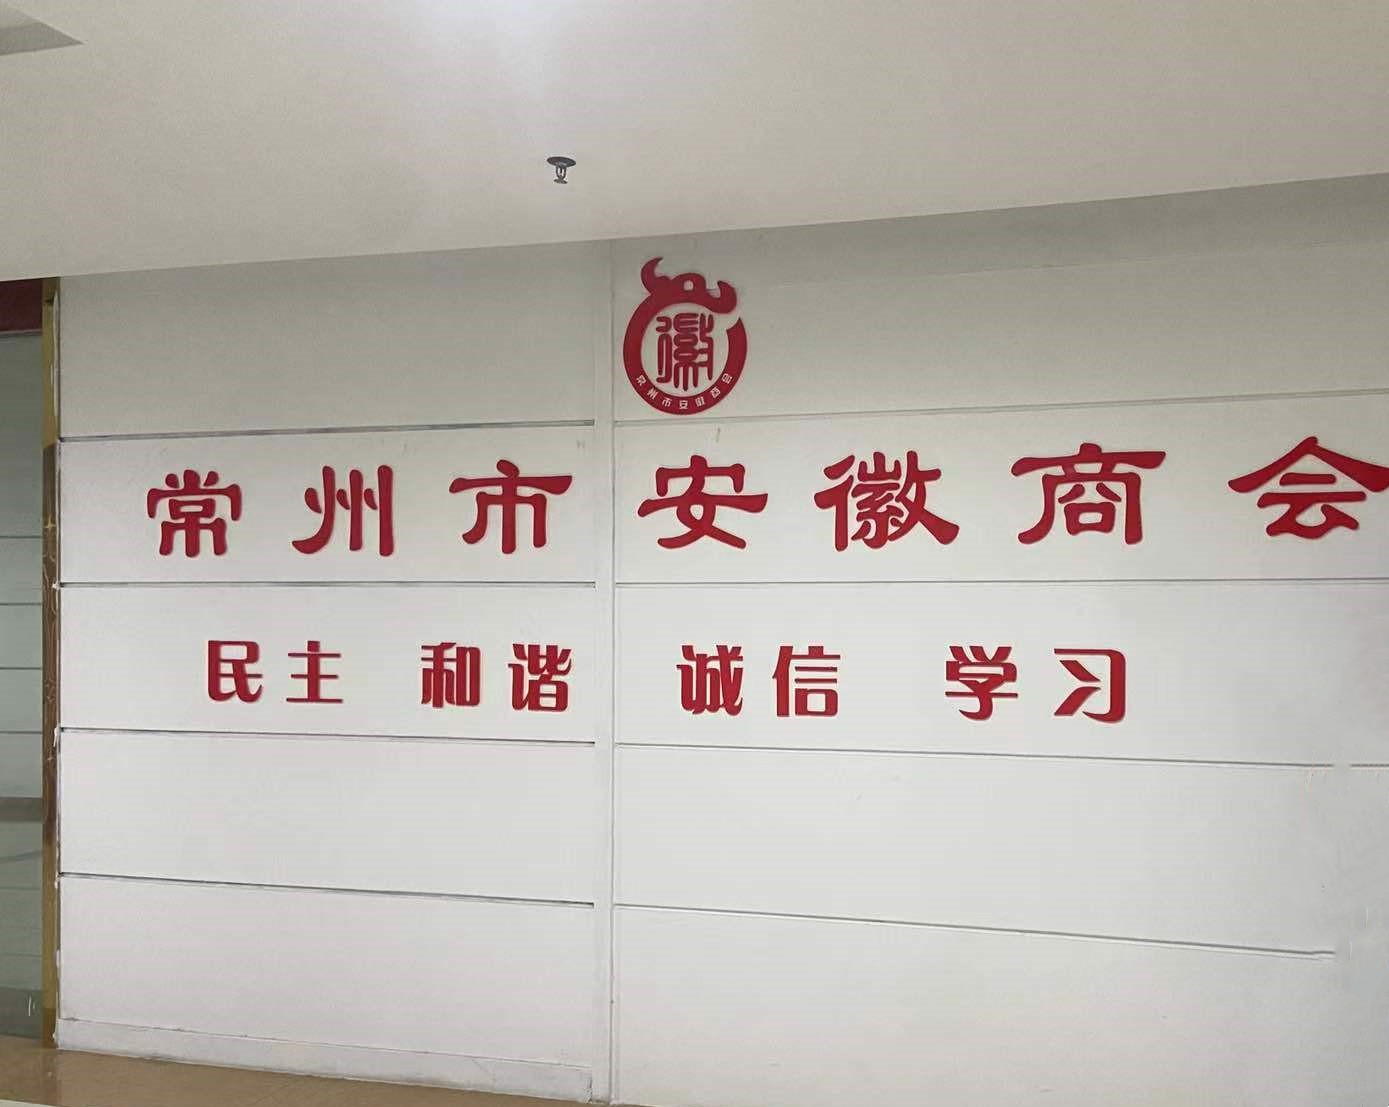 徽
常州市安徽商会
常州市安徽商会
民主 和谐 诚信 学习